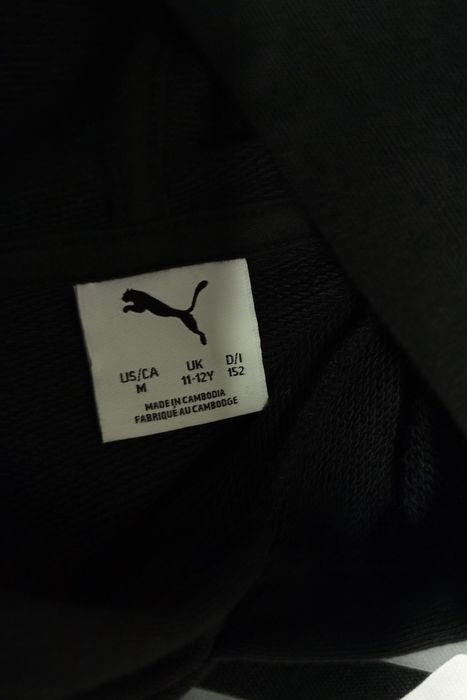 US/CA UK D/I
M 11-12Y 152
MADE IN CAMBODIA
FABRIQUÉ AU CAMBODGE